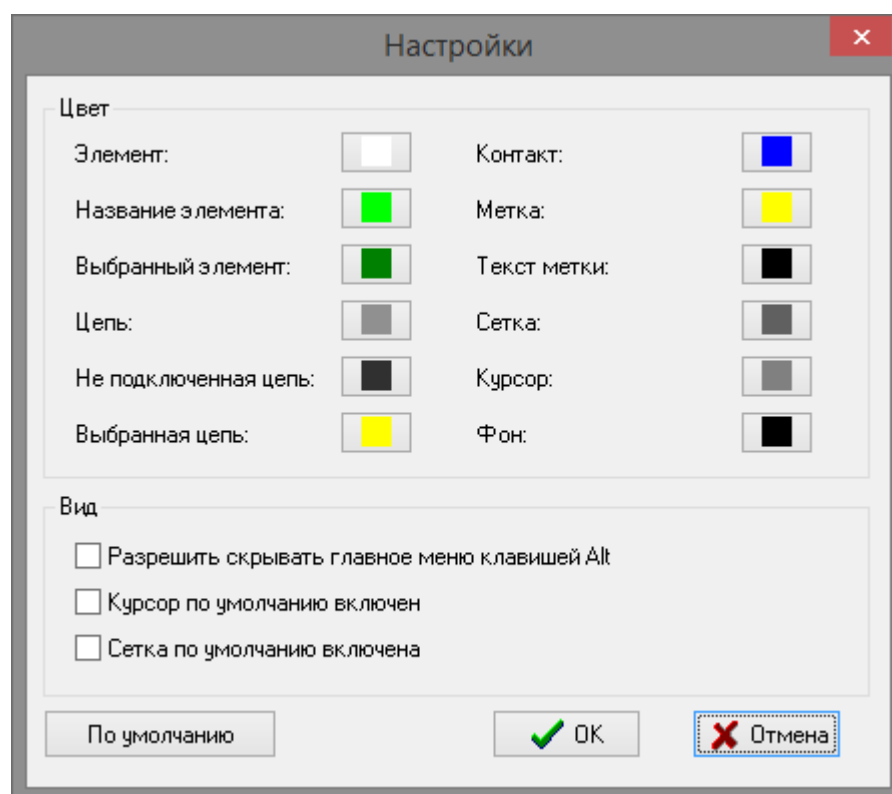 Настройки
Цвет
Элемент:
Контакт:
Название элемента:
Метка:
Выбранный элемент:
Текст метки:
Цепь:
Сетка:
Не подключенная цепь:
Курсор:
Выбранная цепь:
Фон:
Вид
Разрешить скрывать главное меню клавишей Alt
Курсор по умолчанию включен
Сетка по умолчанию включена
По умолчанию
OK
Отмена